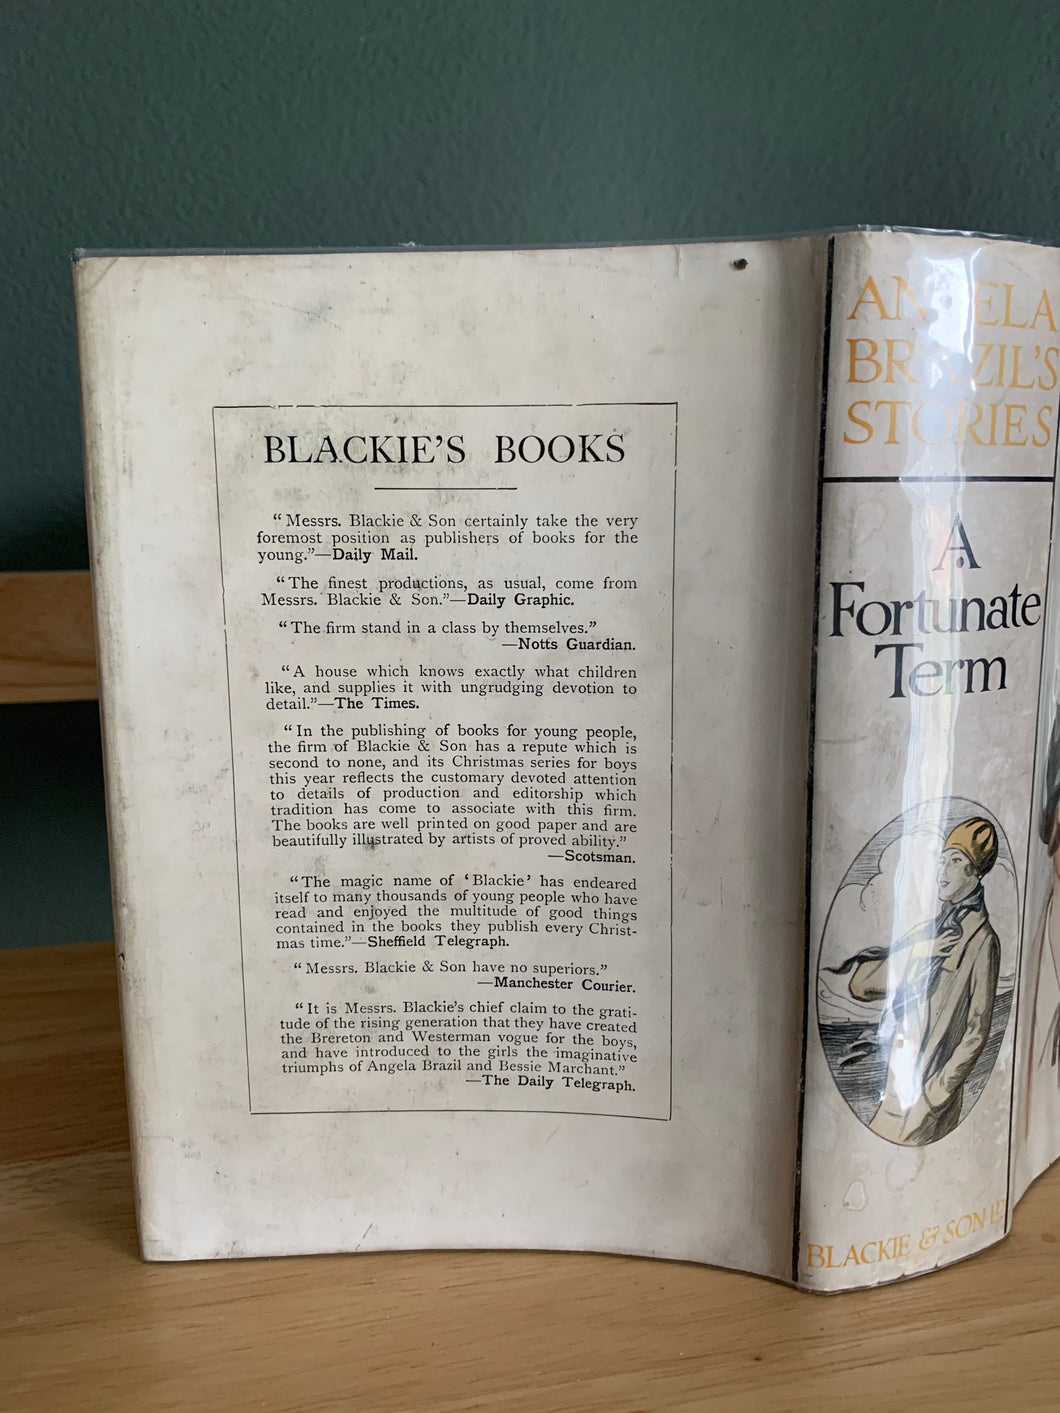 BLACKIE'S BOOKS
“Messrs. Blackie & Son certainly take the very
foremost position as publishers of books for the
young.”—Daily Mail.
“The finest productions, as usual, come from
Messrs. Blackie & Son.”—Daily Graphic.
“The firm stand in a class by themselves.”
—Notts Guardian.
“A house which knows exactly what children
like, and supplies it with ungrudging devotion to
detail.”—The Times.
“In the publishing of books for young people,
the firm of Blackie & Son has a repute which is
second to none, and its Christmas series for boys
this year reflects the customary devoted attention
to details of production and editorship which
tradition has come to associate with this firm.
The books are well printed on good paper and are
beautifully illustrated by artists of proved ability.”
—Scotsman.
“The magic name of ‘Blackie’ has endeared
itself to many thousands of young people who have
read and enjoyed the multitude of good things
contained in the books they publish every Christ-
mas time.”—Sheffield Telegraph.
“Messrs. Blackie & Son have no superiors.”
—Manchester Courier.
“It is Messrs. Blackie's chief claim to the grati-
tude of the rising generation that they have created
the Brereton and Westerman vogue for the boys,
and have introduced to the girls the imaginative
triumphs of Angela Brazil and Bessie Marchant.”
—The Daily Telegraph.
ANGELA
BRAZIL'S
STORIES
A
Fortunate
Term
BLACKIE & SON LD